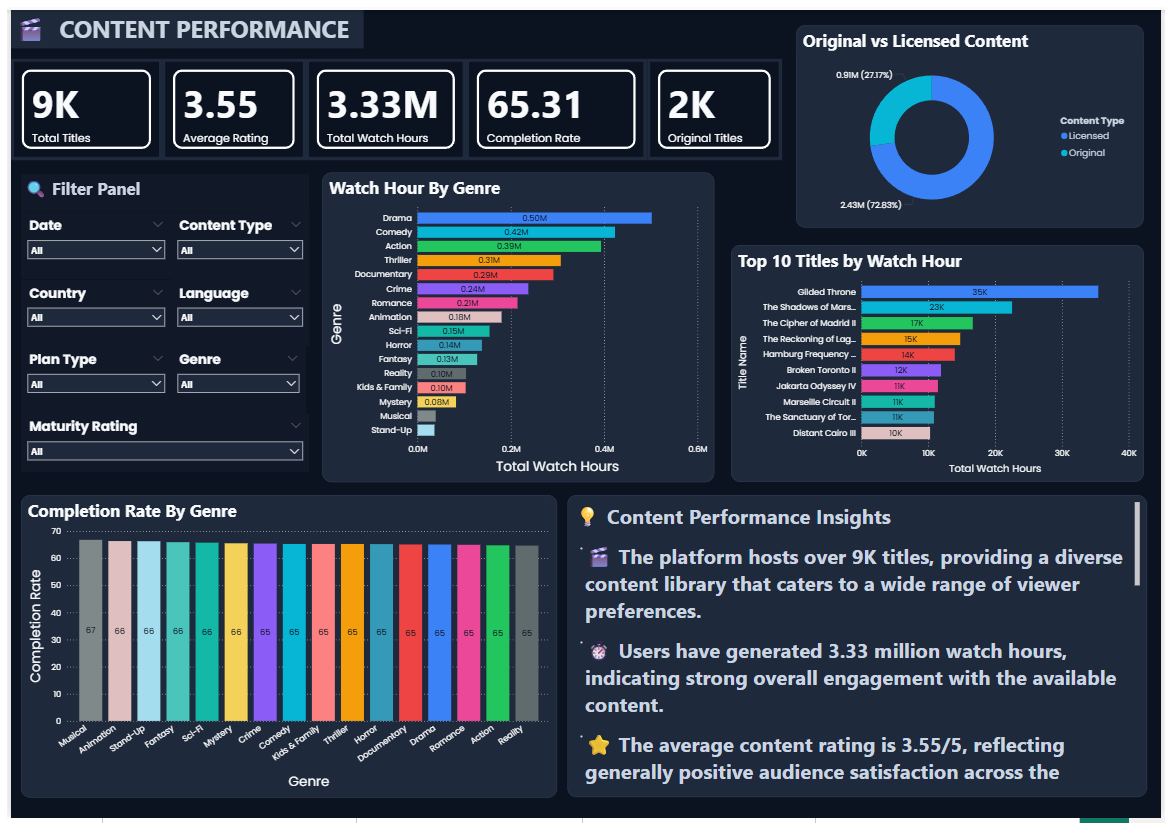 CONTENT PERFORMANCE
9K
Total Titles
3.55
Average Rating
3.33M
Total Watch Hours
65.31
Completion Rate
2K
Original Titles
Original vs Licensed Content
0.91M (27.17%)
2.43M (72.83%)
Content Type
Licensed
Original
Filter Panel
Date
All
Content Type
All
Country
All
Language
All
Plan Type
All
Genre
All
Maturity Rating
All
Watch Hour By Genre
Genre
Drama 0.50M
Comedy 0.42M
Action 0.39M
Thriller 0.31M
Documentary 0.29M
Crime 0.24M
Romance 0.21M
Animation 0.18M
Sci-Fi 0.15M
Horror 0.14M
Fantasy 0.13M
Reality 0.10M
Kids & Family 0.10M
Mystery 0.08M
Musical
Stand-Up
0.0M 0.2M 0.4M 0.6M
Total Watch Hours
Top 10 Titles by Watch Hour
Title Name
Gilded Throne 35K
The Shadows of Mars... 23K
The Cipher of Madrid II 17K
The Reckoning of Lag... 15K
Hamburg Frequency ... 14K
Broken Toronto II 12K
Jakarta Odyssey IV 11K
Marseille Circuit II 11K
The Sanctuary of Tor... 11K
Distant Cairo III 10K
0K 10K 20K 30K 40K
Total Watch Hours
Completion Rate By Genre
Completion Rate
70
60
50
40
30
20
10
0
67 66 66 66 66 66 65 65 65 65 65 65 65 65 65 65
Musical Animation Stand-Up Fantasy Sci-Fi Mystery Crime Comedy Kids & Family Thriller Horror Documentary Drama Romance Action Reality
Genre
Content Performance Insights
The platform hosts over 9K titles, providing a diverse
content library that caters to a wide range of viewer
preferences.
Users have generated 3.33 million watch hours,
indicating strong overall engagement with the available
content.
The average content rating is 3.55/5, reflecting
generally positive audience satisfaction across the